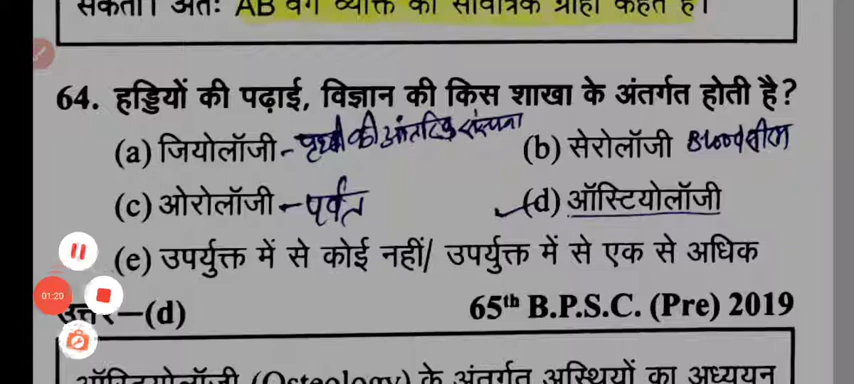 सकता। अतः AB वर्ग व्यक्ति को सार्वत्रिक ग्राही कहते हैं।
64. हड्डियों की पढ़ाई, विज्ञान की किस शाखा के अंतर्गत होती है?
(a) जियोलॉजी - पृथ्वी की आंतरिक संरचना
(b) सेरोलॉजी Blood सीरम
(c) ओरोलॉजी - पर्वत
(d) ऑस्टियोलॉजी
(e) उपर्युक्त में से कोई नहीं/ उपर्युक्त में से एक से अधिक
01:20
उत्तर—(d)
65th B.P.S.C. (Pre) 2019
ऑस्टियोलॉजी (Osteology) के अंतर्गत अस्थियों का अध्ययन